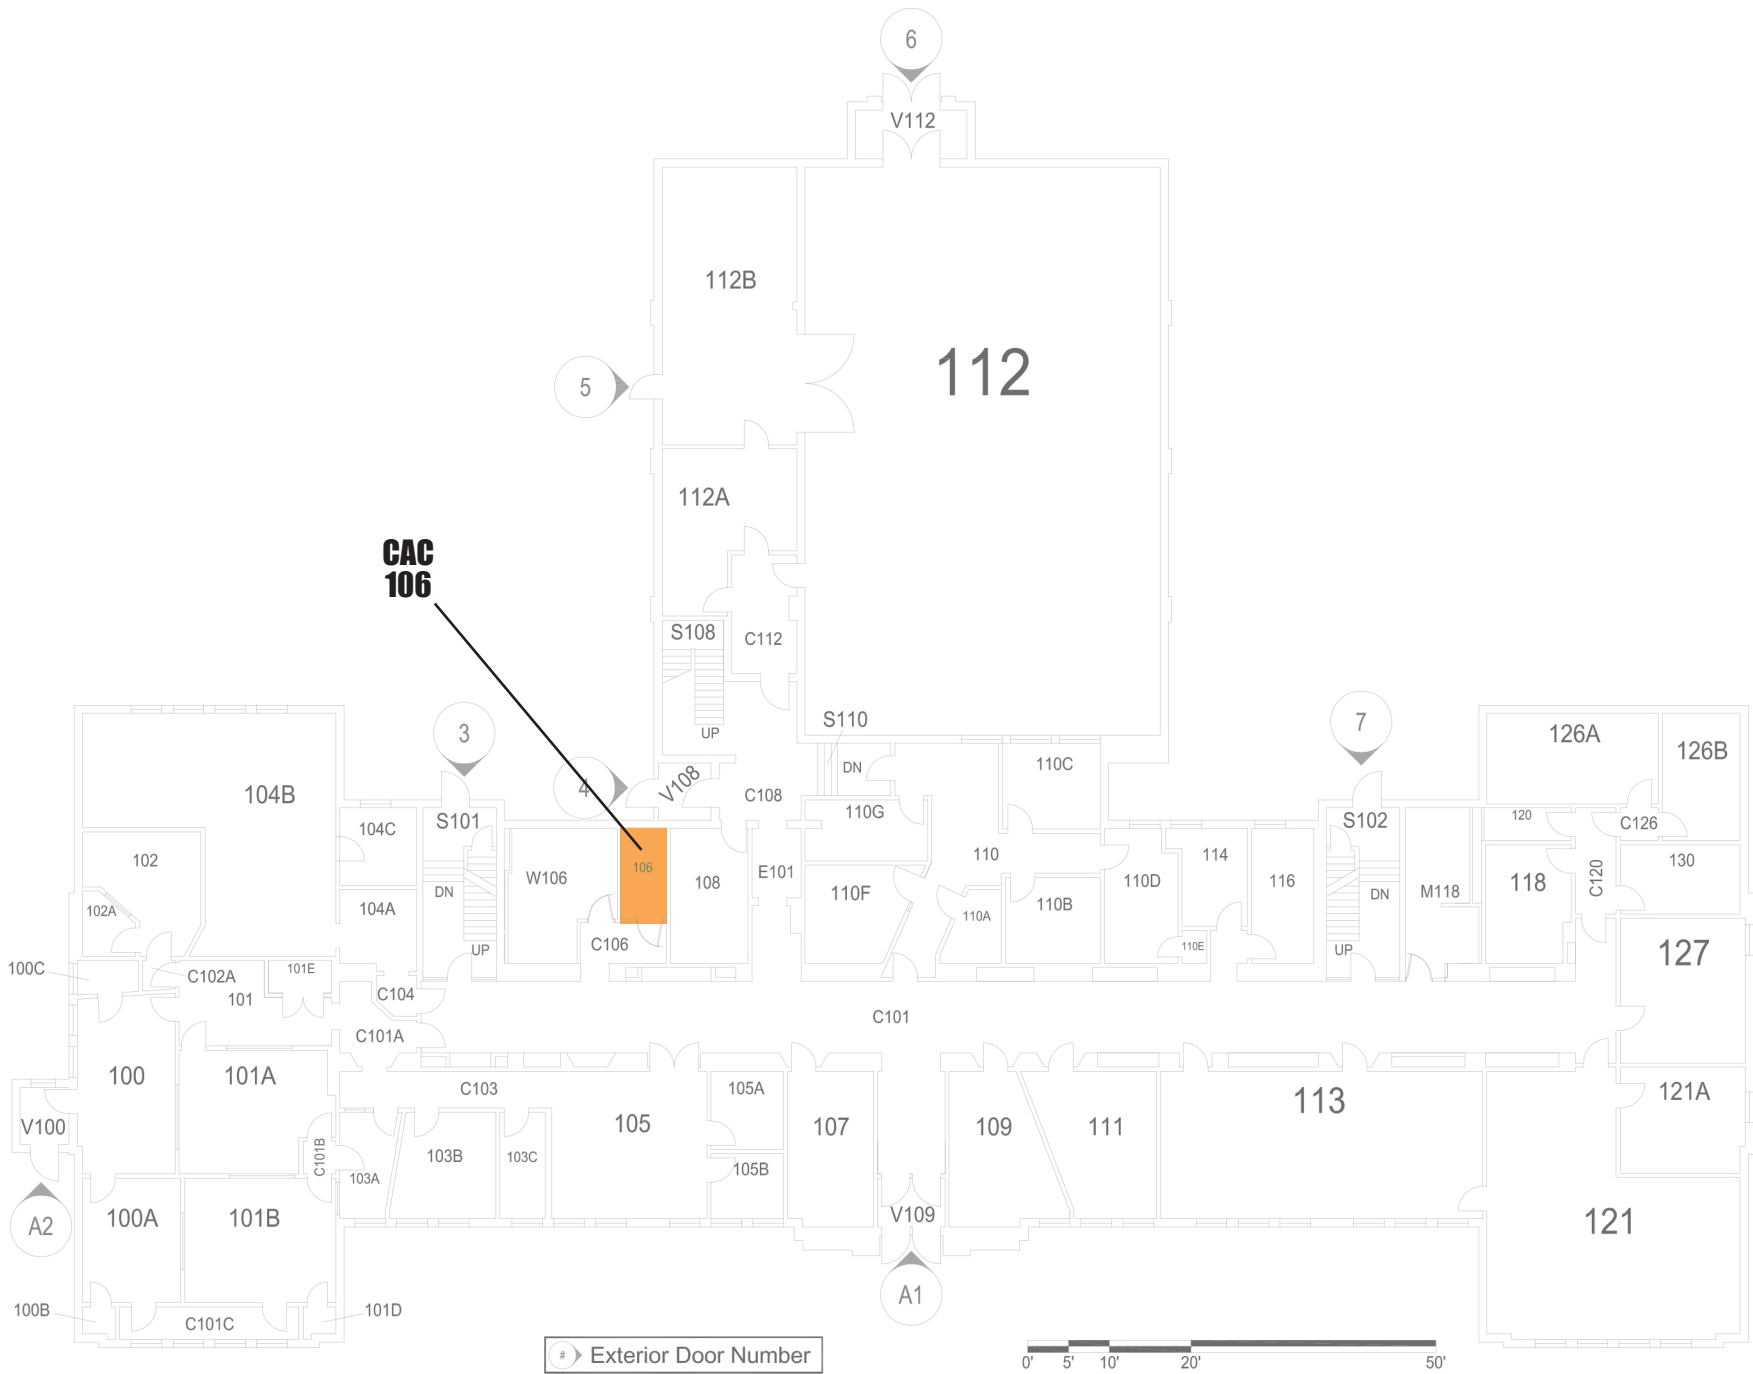 6
V112
112B
112
5
112A
CAC
106
S108
C112
UP
S110
3
7
4
V108
DN
110C
126A
126B
104B
C108
110G
104C
S101
S102
120
C126
102
W106
106
108
E101
110
110F
110D
114
116
M118
118
C120
130
DN
DN
102A
104A
110A
110B
C106
UP
110E
UP
127
100C
C102A
101E
101
C104
C101A
C101
100
101A
C103
105A
113
121A
V100
C101B
103A
103B
103C
105
105B
107
109
111
A2
100A
101B
V109
121
A1
100B
C101C
101D
# Exterior Door Number
0' 5' 10' 20' 50'